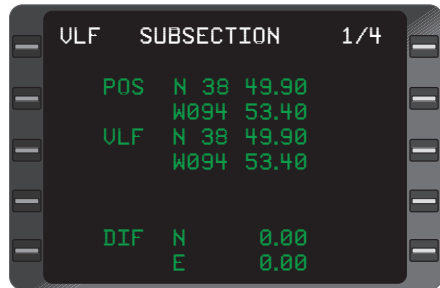 VLF SUBSECTION 1/4
POS N 38 49.90
W094 53.40
VLF N 38 49.90
W094 53.40
DIF N 0.00
E 0.00